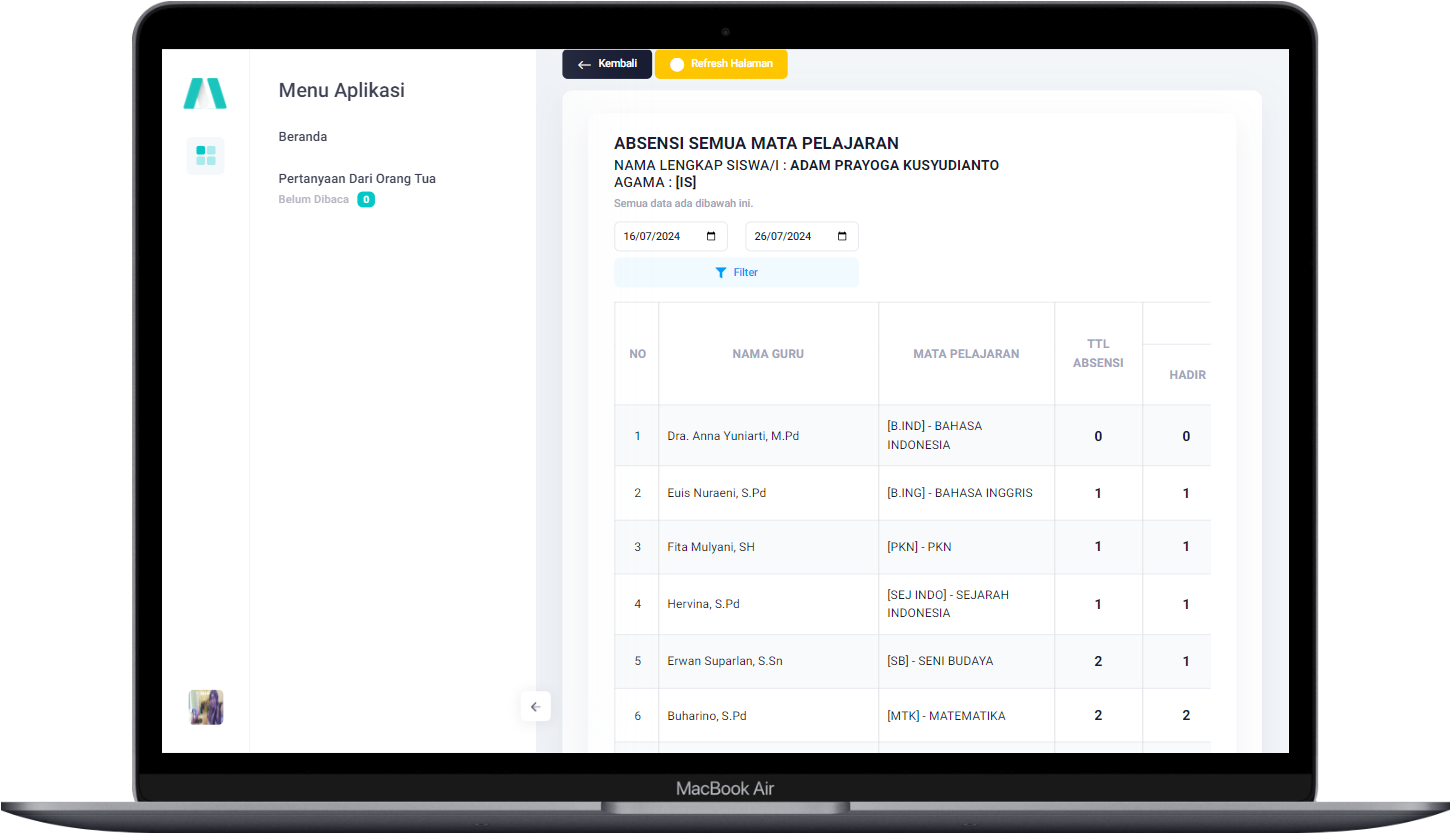 Kembali
Refresh Halaman
Menu Aplikasi
Beranda
Pertanyaan Dari Orang Tua
Belum Dibaca 0
ABSENSI SEMUA MATA PELAJARAN
NAMA LENGKAP SISWA/I : ADAM PRAYOGA KUSYUDIANTO
AGAMA : [IS]
Semua data ada dibawah ini.
16/07/2024 26/07/2024
Filter
NO NAMA GURU MATA PELAJARAN TTL ABSENSI HADIR
1 Dra. Anna Yuniarti, M.Pd [B.IND] - BAHASA INDONESIA 0 0
2 Euis Nuraeni, S.Pd [B.ING] - BAHASA INGGRIS 1 1
3 Fita Mulyani, SH [PKN] - PKN 1 1
4 Hervina, S.Pd [SEJ INDO] - SEJARAH INDONESIA 1 1
5 Erwan Suparlan, S.Sn [SB] - SENI BUDAYA 2 1
6 Buharino, S.Pd [MTK] - MATEMATIKA 2 2
MacBook Air